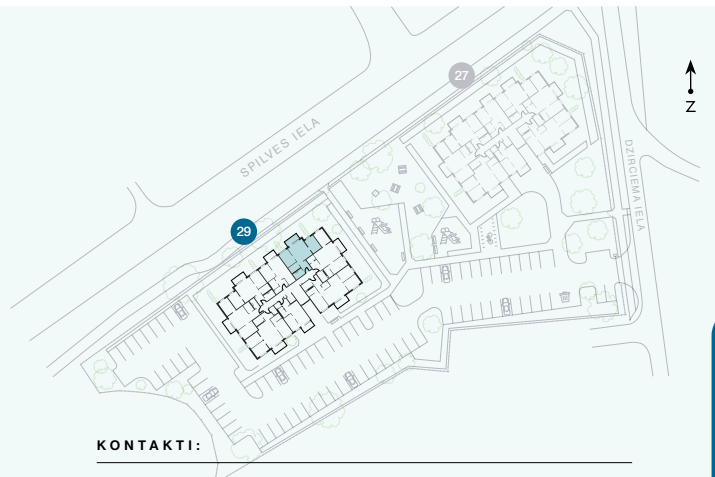 27
Z
SPILVES IELA
DZIRCIEMA IELA
29
KONTAKTI: